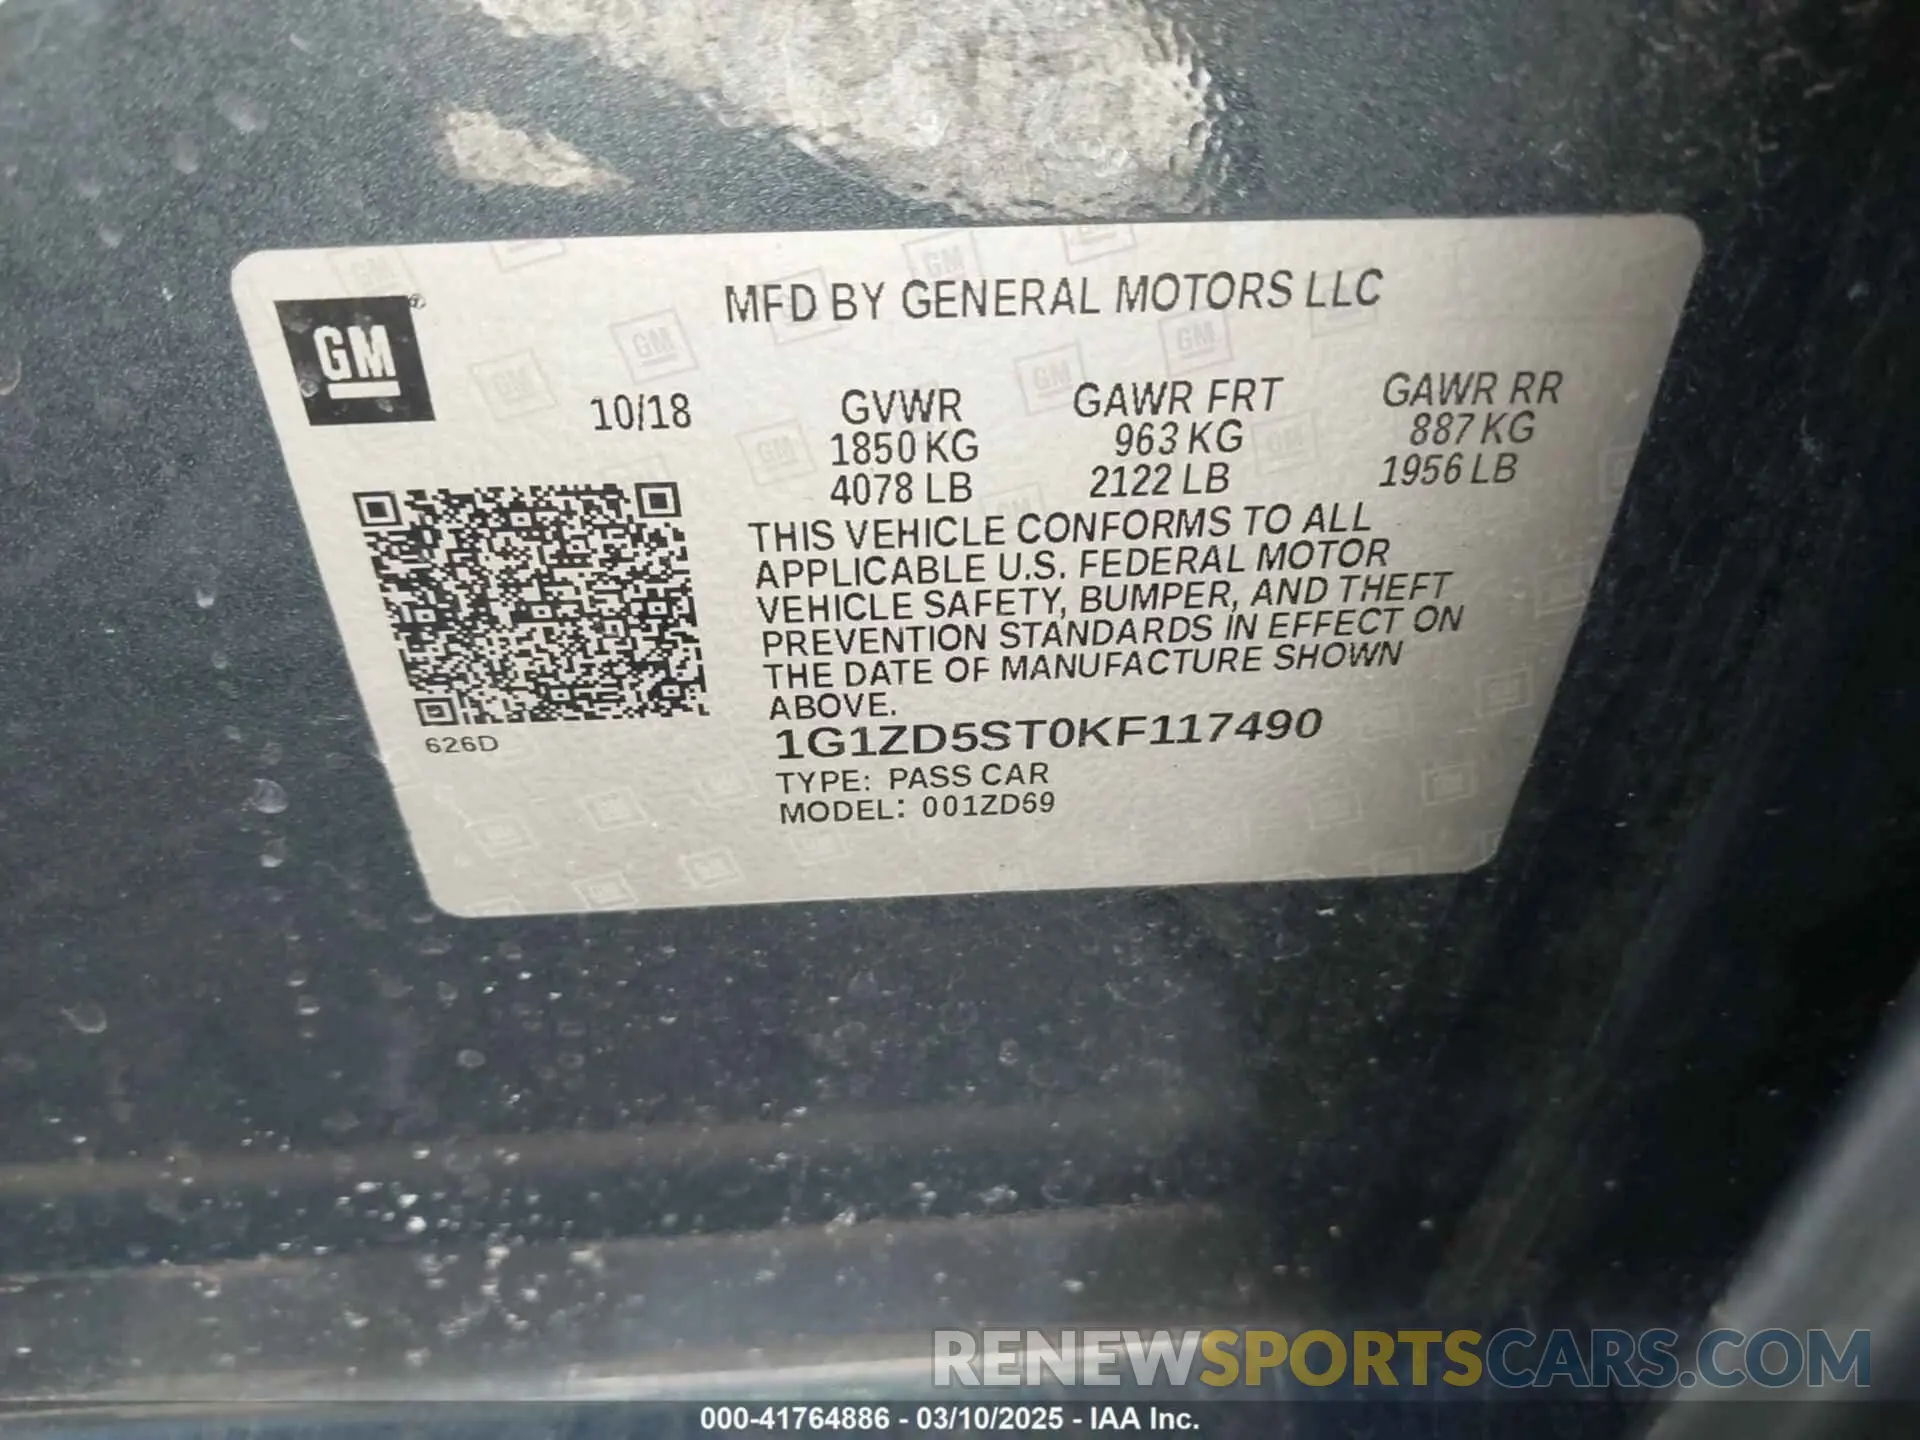 MFD BY GENERAL MOTORS LLC
GM®
10/18
GVWR
1850 KG
4078 LB
GAWR FRT
963 KG
2122 LB
GAWR RR
887 KG
1956 LB
THIS VEHICLE CONFORMS TO ALL
APPLICABLE U.S. FEDERAL MOTOR
VEHICLE SAFETY, BUMPER, AND THEFT
PREVENTION STANDARDS IN EFFECT ON
THE DATE OF MANUFACTURE SHOWN
ABOVE.
626D
1G1ZD5ST0KF117490
TYPE: PASS CAR
MODEL: 001ZD69
RENEWSPORTSCARS.COM
000-41764886 - 03/10/2025 - IAA Inc.